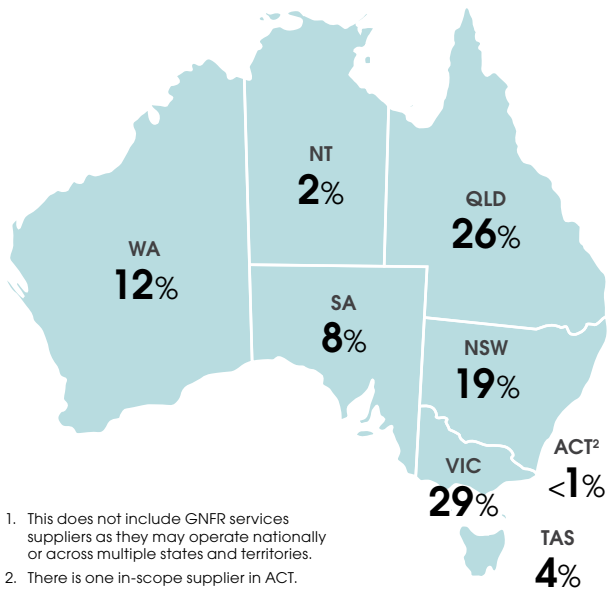 NT
2%
QLD
26%
WA
12%
SA
8%
NSW
19%
ACT²
<1%
VIC
29%
TAS
4%
1. This does not include GNFR services
suppliers as they may operate nationally
or across multiple states and territories.
2. There is one in-scope supplier in ACT.